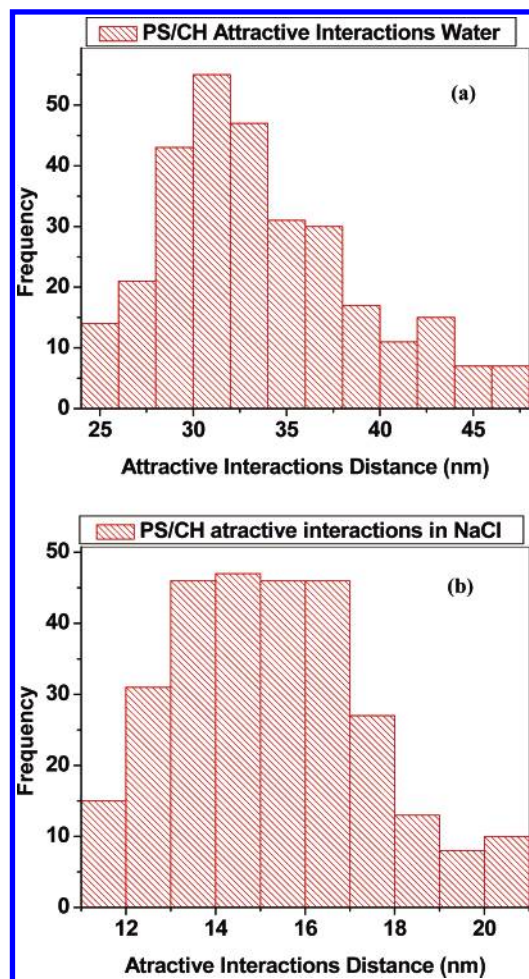 PS/CH Attractive Interactions Water
(a)
50
40
30
20
10
0
Frequency
25 30 35 40 45
Attractive Interactions Distance (nm)
PS/CH atractive interactions in NaCl
(b)
50
40
30
20
10
0
Frequency
12 14 16 18 20
Atractive Interactions Distance (nm)